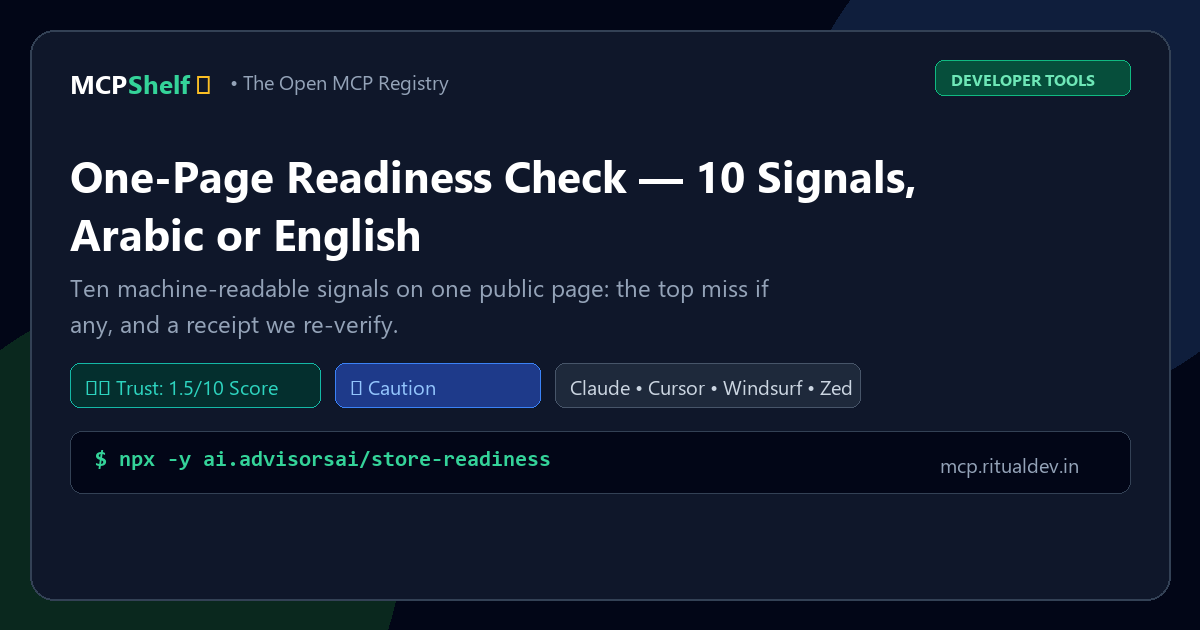 MCPShelf • The Open MCP Registry
DEVELOPER TOOLS
One-Page Readiness Check — 10 Signals,
Arabic or English
Ten machine-readable signals on one public page: the top miss if
any, and a receipt we re-verify.
Trust: 1.5/10 Score
Caution
Claude • Cursor • Windsurf • Zed
$ npx -y ai.advisorsai/store-readiness
mcp.ritualdev.in